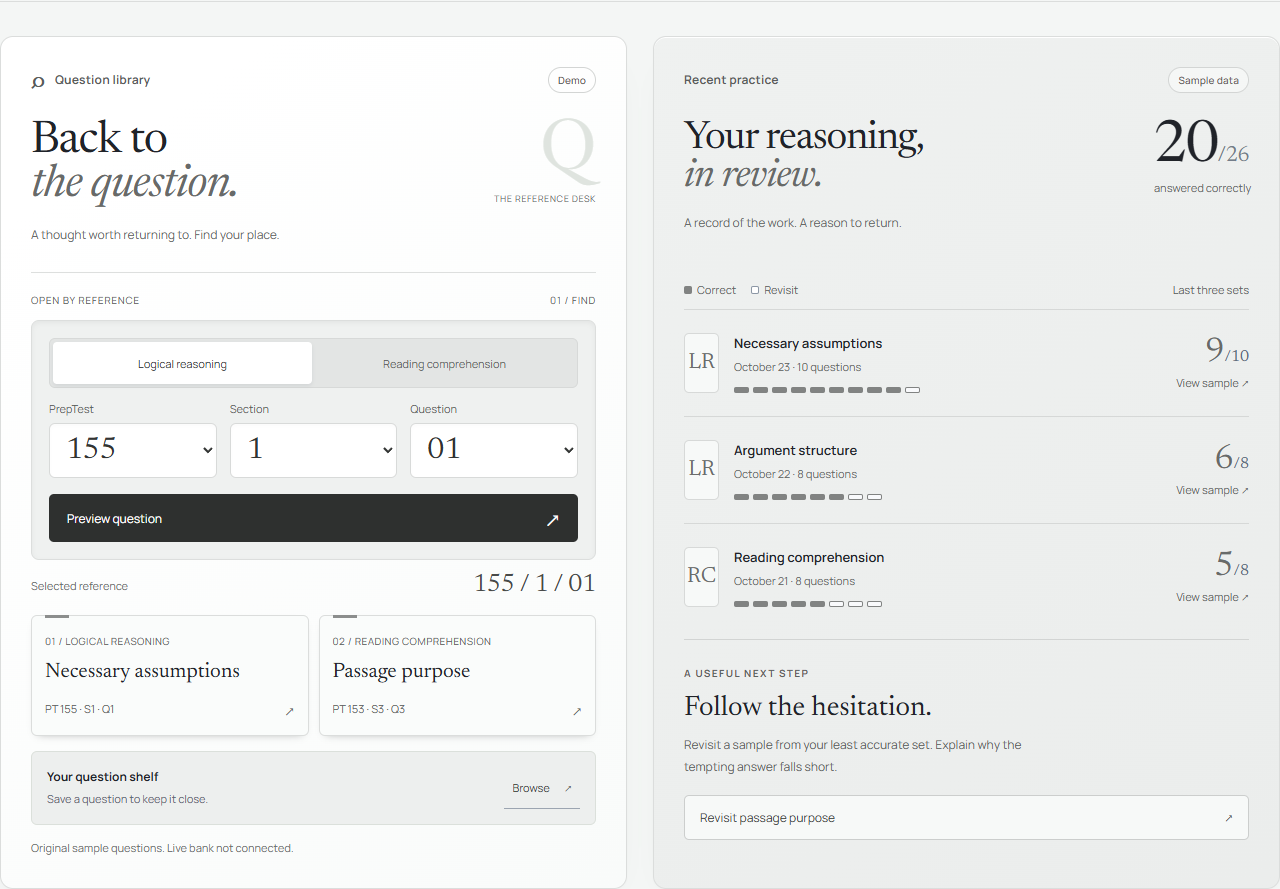 Question library
Demo
Back to
the question.
Q
THE REFERENCE DESK
A thought worth returning to. Find your place.
OPEN BY REFERENCE
01 / FIND
Logical reasoning
Reading comprehension
PrepTest
Section
Question
155
1
01
Preview question ↗
Selected reference
155 / 1 / 01
01 / LOGICAL REASONING
Necessary assumptions
PT 155 · S1 · Q1 ↗
02 / READING COMPREHENSION
Passage purpose
PT 153 · S3 · Q3 ↗
Your question shelf
Save a question to keep it close.
Browse ↗
Original sample questions. Live bank not connected.
Recent practice
Sample data
Your reasoning,
in review.
20/26
answered correctly
A record of the work. A reason to return.
Correct
Revisit
Last three sets
LR
Necessary assumptions
October 23 · 10 questions
9/10
View sample ↗
LR
Argument structure
October 22 · 8 questions
6/8
View sample ↗
RC
Reading comprehension
October 21 · 8 questions
5/8
View sample ↗
A USEFUL NEXT STEP
Follow the hesitation.
Revisit a sample from your least accurate set. Explain why the
tempting answer falls short.
Revisit passage purpose ↗